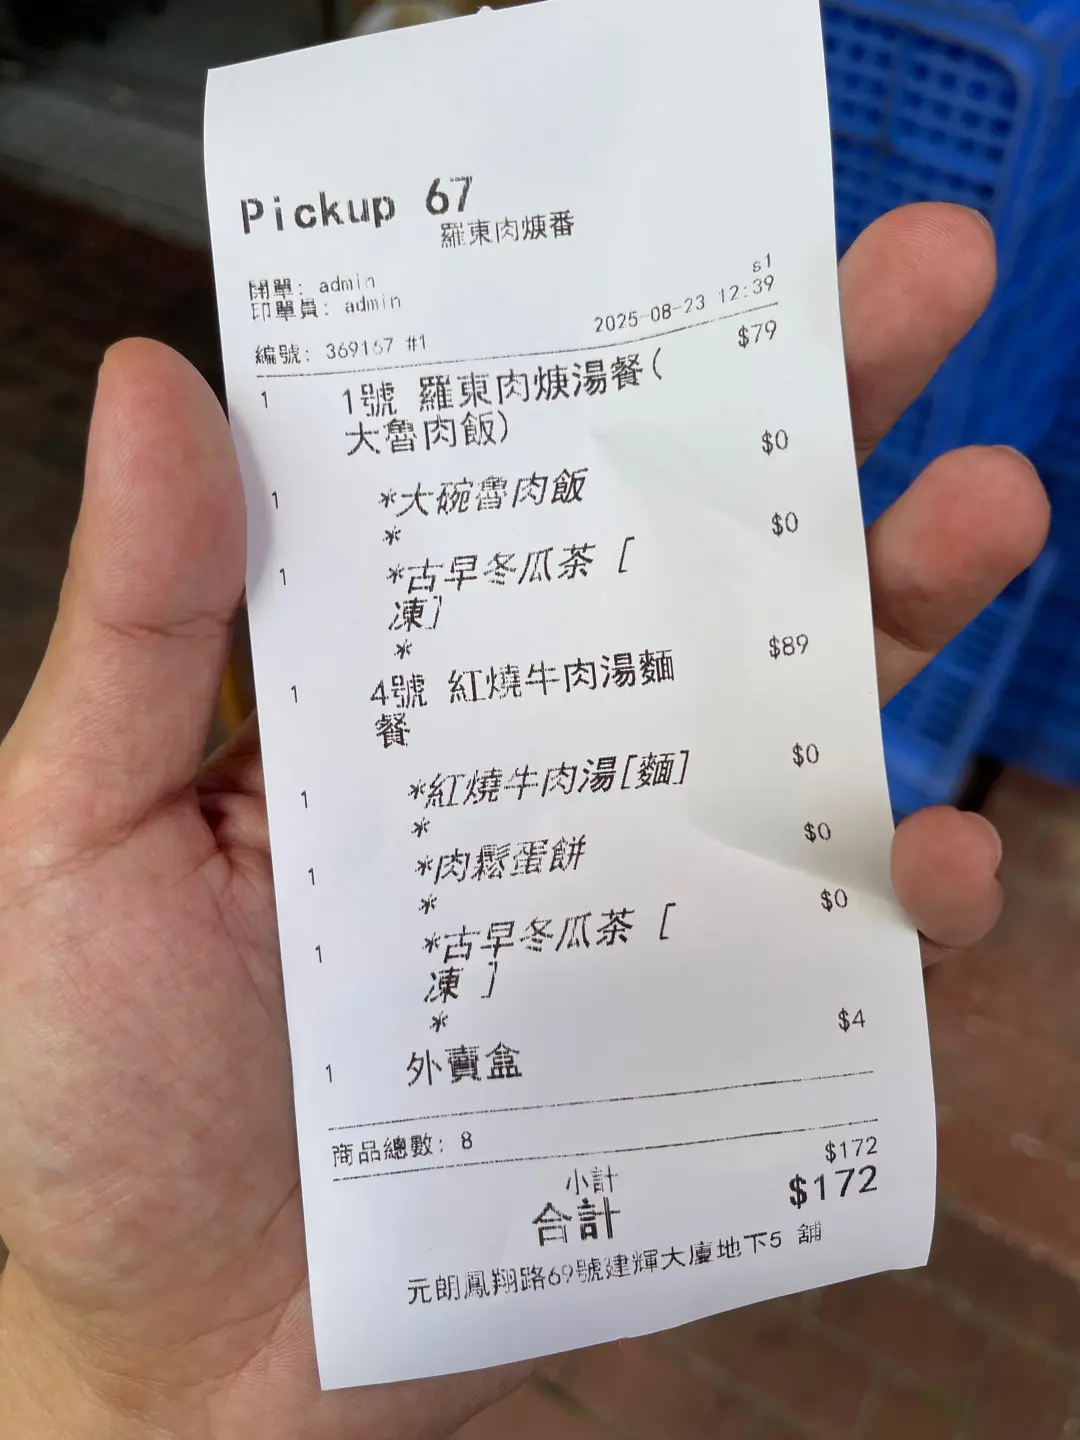 Pickup 67
羅東肉焿番
開單: admin
印單員: admin
s1
編號: 369167 #1
2025-08-23 12:39
1 1號 羅東肉焿湯餐( $79
大魯肉飯)
1 *大碗魯肉飯 $0
*
1 *古早冬瓜茶 [ $0
凍]
*
1 4號 紅燒牛肉湯麵 $89
餐
1 *紅燒牛肉湯[麵] $0
*
1 *肉鬆蛋餅 $0
*
1 *古早冬瓜茶 [ $0
凍 ]
*
1 外賣盒 $4
商品總數: 8
小計 $172
合計 $172
元朗鳳翔路69號建輝大廈地下5 舖